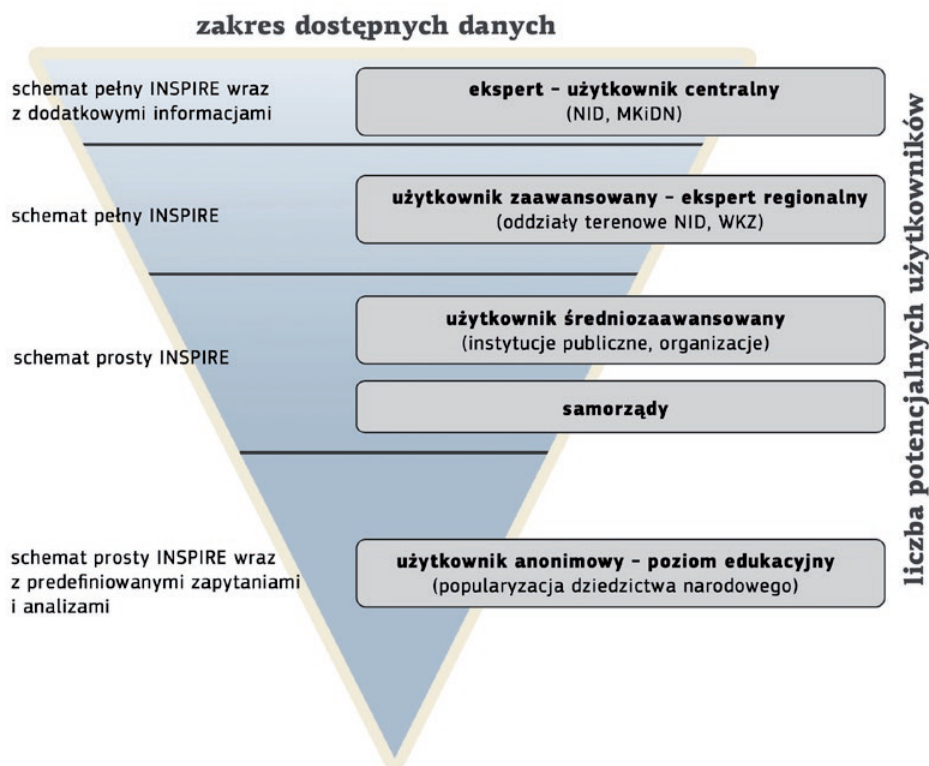 zakres dostępnych danych
schemat pełny INSPIRE wraz
z dodatkowymi informacjami
ekspert – użytkownik centralny
(NID, MKiDN)
schemat pełny INSPIRE
użytkownik zaawansowany – ekspert regionalny
(oddziały terenowe NID, WKZ)
schemat prosty INSPIRE
użytkownik średniozaawansowany
(instytucje publiczne, organizacje)
samorządy
schemat prosty INSPIRE wraz
z predefiniowanymi zapytaniami
i analizami
użytkownik anonimowy – poziom edukacyjny
(popularyzacja dziedzictwa narodowego)
liczba potencjalnych użytkowników